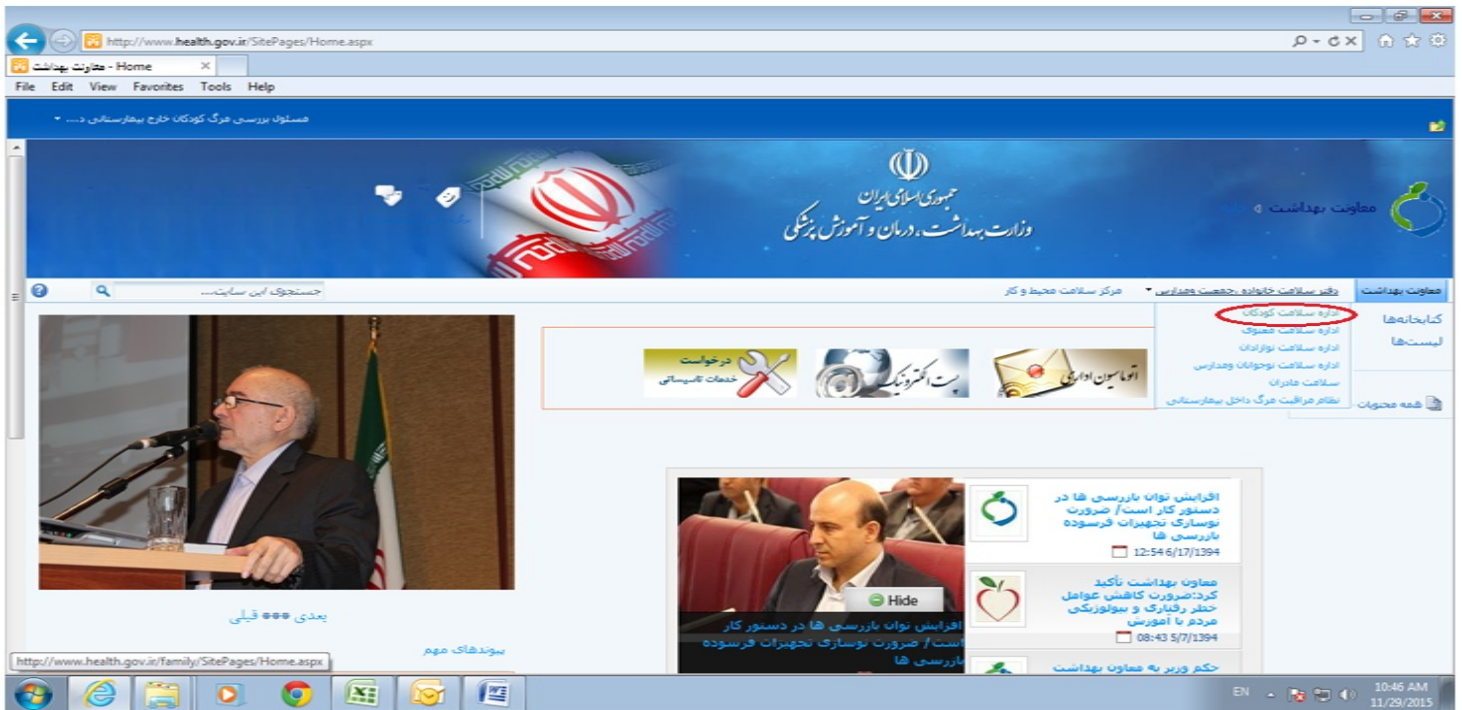 http://www.health.gov.ir/SitePages/Home.aspx
Home - معاونت بهداشت
File Edit View Favorites Tools Help
مسئول بررسی مرگ کودکان خارج بیمارستانی د....
جمهوری اسلامی ایران
وزارت بهداشت، درمان و آموزش پزشکی
معاونت بهداشت
معاونت بهداشت
دفتر سلامت خانواده ،جمعیت ومدارس
مرکز سلامت محیط و کار
جستجوی این سایت...
کتابخانه‌ها
لیست‌ها
همه محتویات
اداره سلامت کودکان
اداره سلامت معنوی
اداره سلامت نوزادان
اداره سلامت نوجوانان ومدارس
سلامت مادران
نظام مراقبت مرگ داخل بیمارستانی
اتوماسیون اداری
پست الکترونیک
درخواست
خدمات تاسیساتی
افزایش توان بازرسی ها در
دستور کار است/ ضرورت
نوسازی تجهیزات فرسوده
بازرسی ها
12:54 6/17/1394
معاون بهداشت تأکید
کرد:ضرورت کاهش عوامل
خطر رفتاری و بیولوژیکی
مردم با آموزش
08:43 5/7/1394
حکم وزیر به معاون بهداشت
Hide
افزایش توان بازرسی ها در دستور کار
است/ ضرورت نوسازی تجهیزات فرسوده
بازرسی ها
بعدی *** قبلی
پیوندهای مهم
http://www.health.gov.ir/family/SitePages/Home.aspx
EN
10:46 AM
11/29/2015